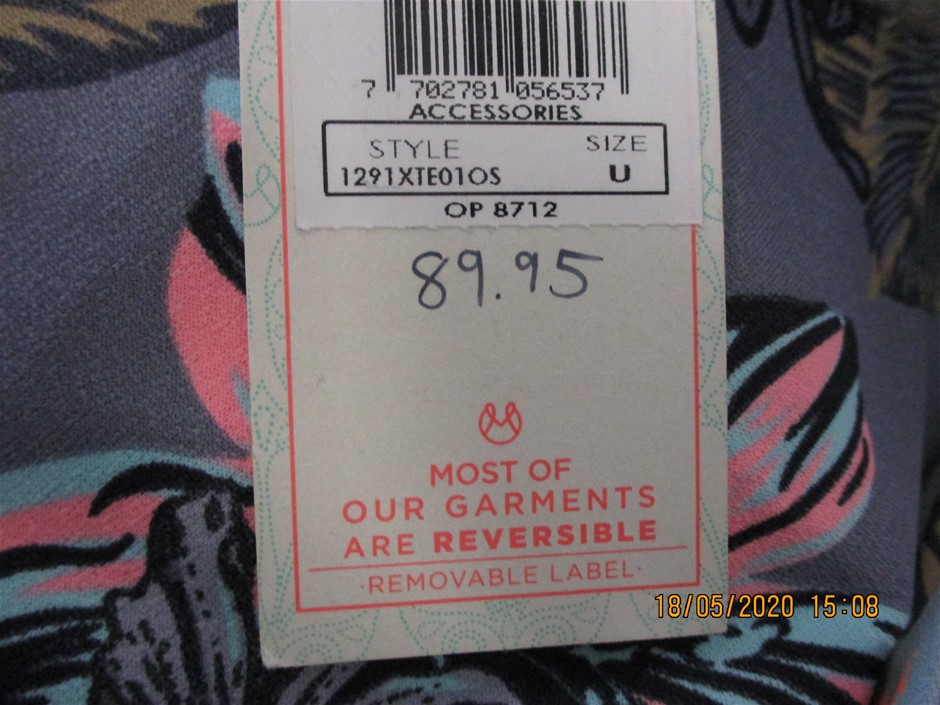 7 702781 056537
ACCESSORIES
STYLE SIZE
1291XTE01OS U
OP 8712
89.95
MOST OF
OUR GARMENTS
ARE REVERSIBLE
·REMOVABLE LABEL·
18/05/2020 15:08